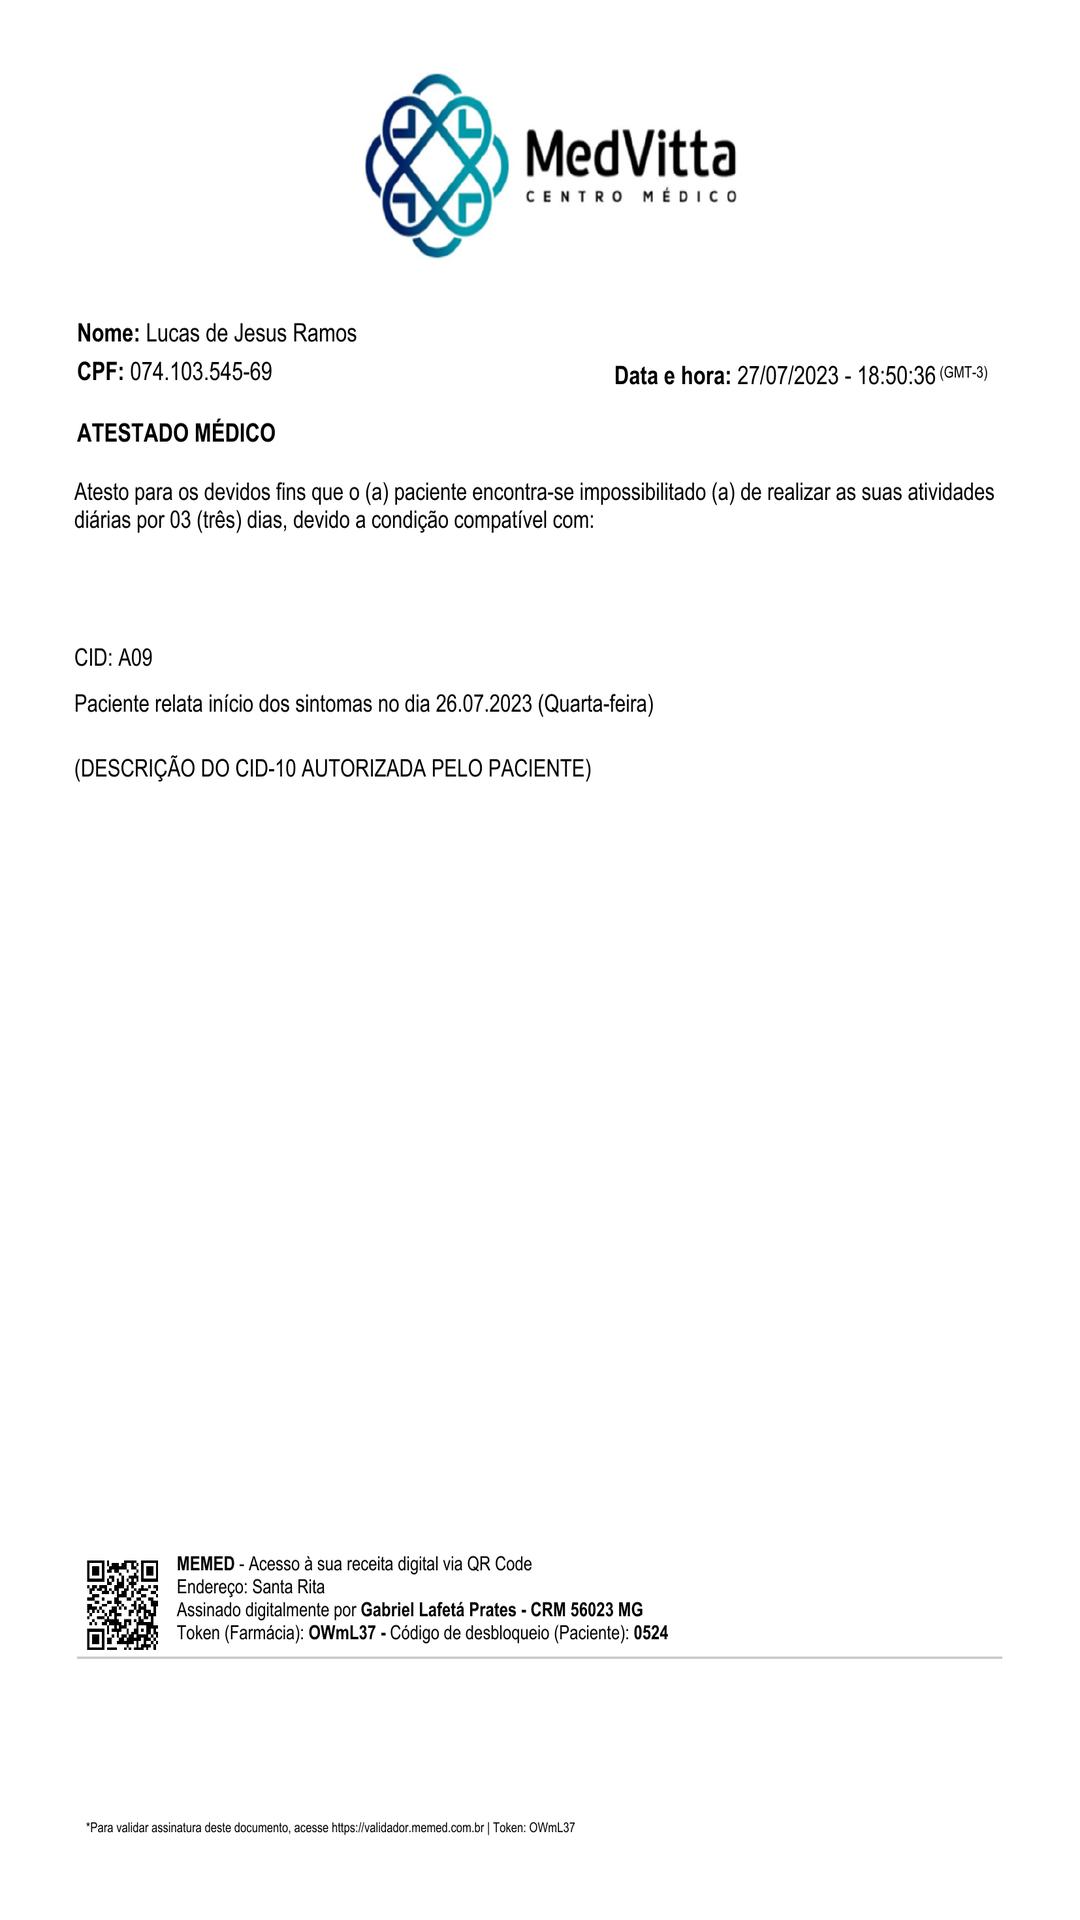 MedVitta
CENTRO MÉDICO
Nome: Lucas de Jesus Ramos
CPF: 074.103.545-69
Data e hora: 27/07/2023 - 18:50:36 (GMT-3)
ATESTADO MÉDICO
Atesto para os devidos fins que o (a) paciente encontra-se impossibilitado (a) de realizar as suas atividades
diárias por 03 (três) dias, devido a condição compatível com:
CID: A09
Paciente relata início dos sintomas no dia 26.07.2023 (Quarta-feira)
(DESCRIÇÃO DO CID-10 AUTORIZADA PELO PACIENTE)
MEMED - Acesso à sua receita digital via QR Code
Endereço: Santa Rita
Assinado digitalmente por Gabriel Lafetá Prates - CRM 56023 MG
Token (Farmácia): OWmL37 - Código de desbloqueio (Paciente): 0524
*Para validar assinatura deste documento, acesse https://validador.memed.com.br | Token: OWmL37